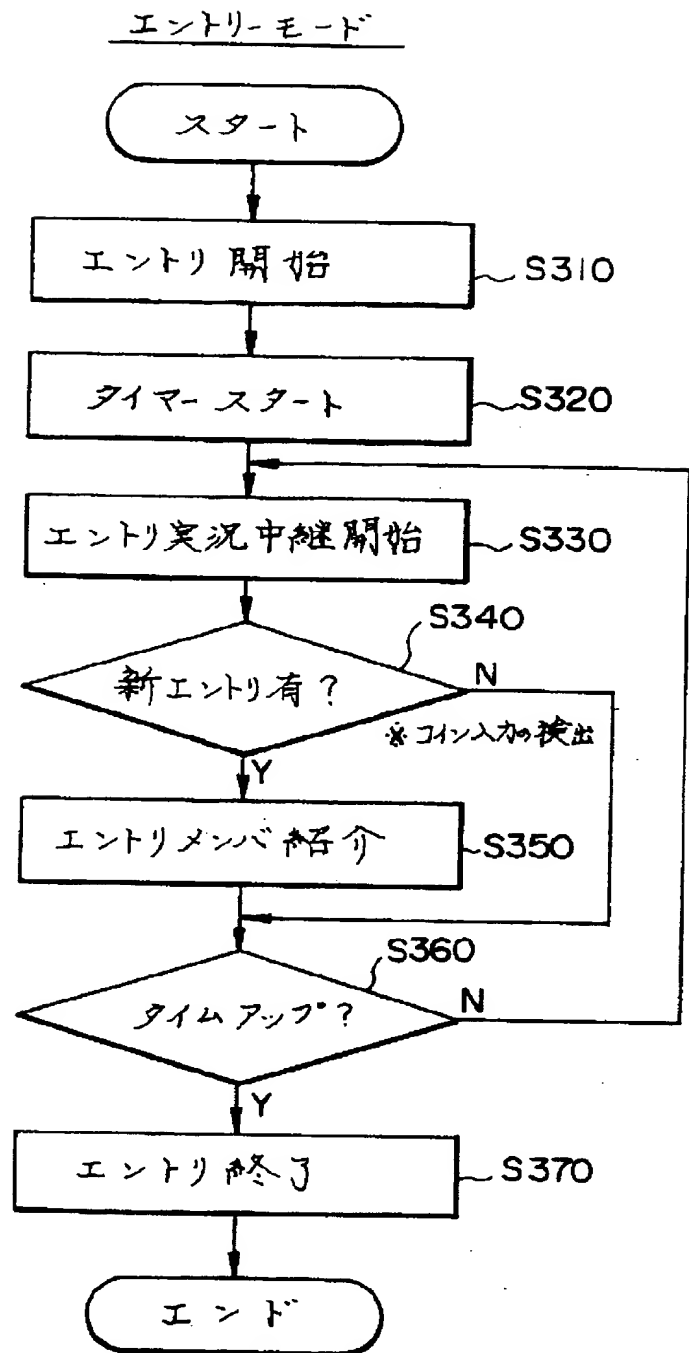 エントリーモード
スタート
エントリ開始
S310
タイマースタート
S320
エントリ実況中継開始
S330
S340
新エントリ有?
N
※コイン入力の検出
Y
エントリメンバ紹介
S350
S360
タイムアップ?
N
Y
エントリ終了
S370
エンド